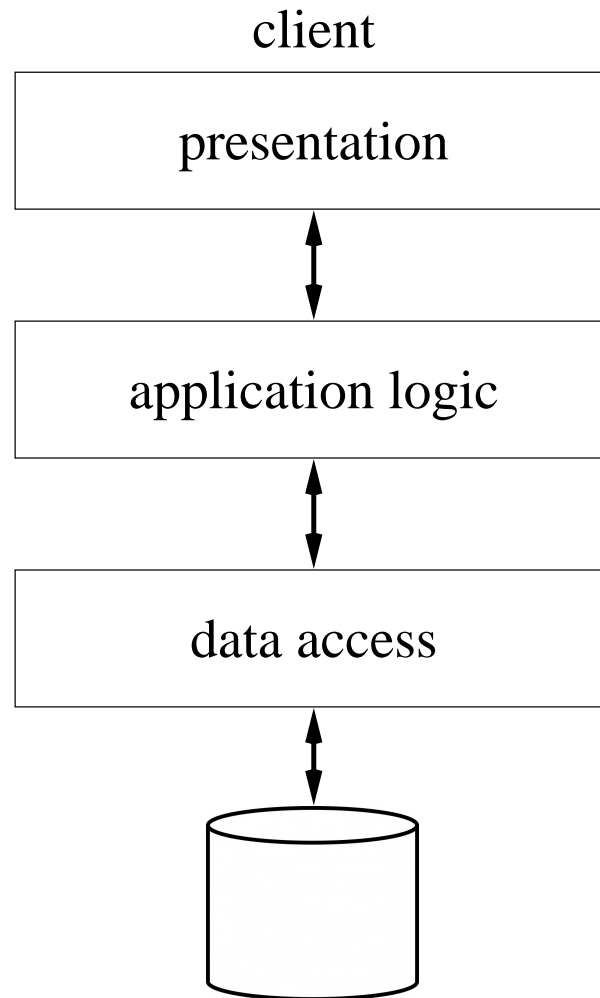 client
presentation
application logic
data access